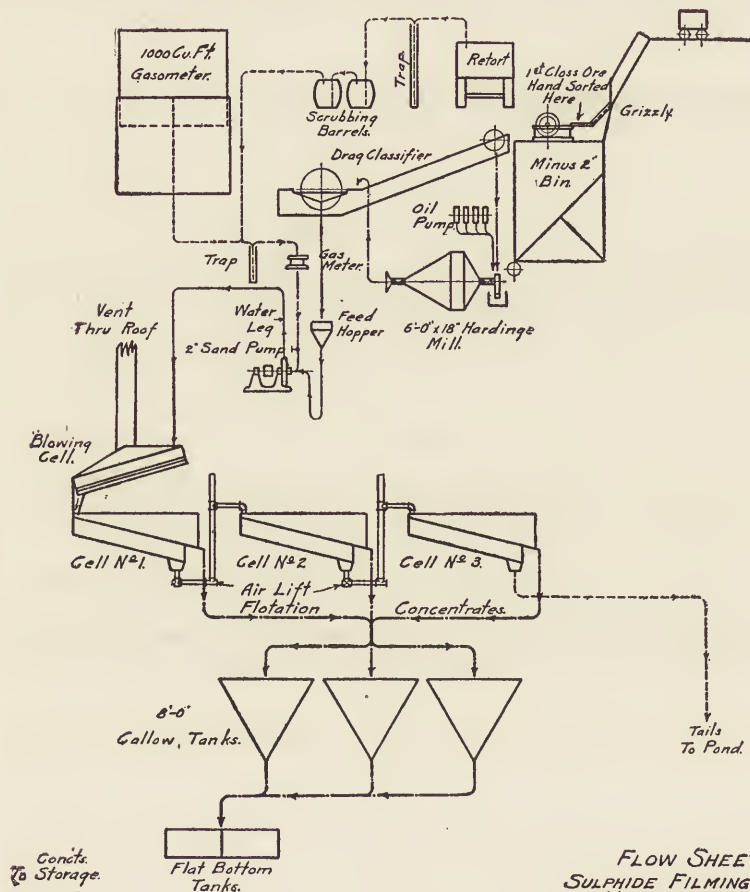 1000 Cu. Ft.
Gasometer.
Trap
Retort
1st Class Ore
Hand Sorted
Here
Grizzly.
Scrubbing
Barrels.
Drag Classifier
Minus 2"
Bin.
Oil
Pump
Trap
Gas
Meter.
Vent
Thru Roof
Water
Leg
Feed
Hopper
6'-0" x 18" Hardinge
Mill.
2" Sand Pump
Blowing
Cell.
Cell No 1.
Cell No 2
Cell No 3.
Air Lift
Flotation
Concentrates.
8'-0"
Callow, Tanks.
Tails
To Pond.
Concts.
To Storage.
Flat Bottom
Tanks.
FLOW SHEE
SULPHIDE FILMING